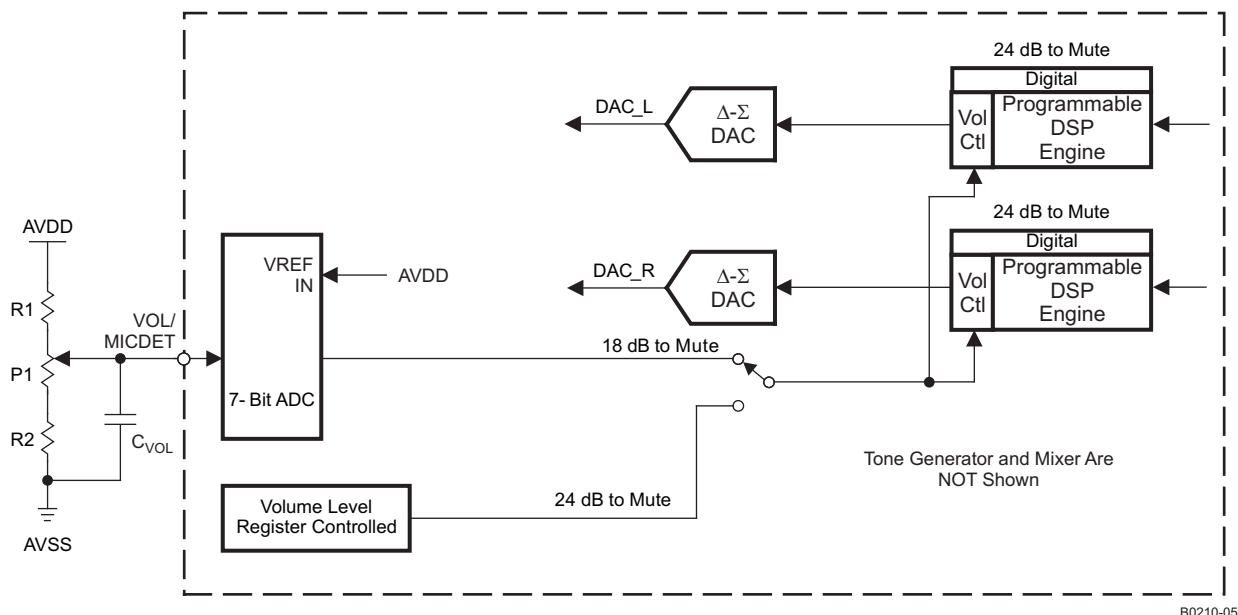 24 dB to Mute
Digital
Vol
Ctl
Programmable
DSP
Engine
DAC_L
Δ-Σ
DAC
24 dB to Mute
Digital
Vol
Ctl
Programmable
DSP
Engine
DAC_R
Δ-Σ
DAC
AVDD
R1
P1
R2
AVSS
C_VOL
VOL/
MICDET
VREF
IN
7- Bit ADC
AVDD
18 dB to Mute
Volume Level
Register Controlled
24 dB to Mute
Tone Generator and Mixer Are
NOT Shown
B0210-05